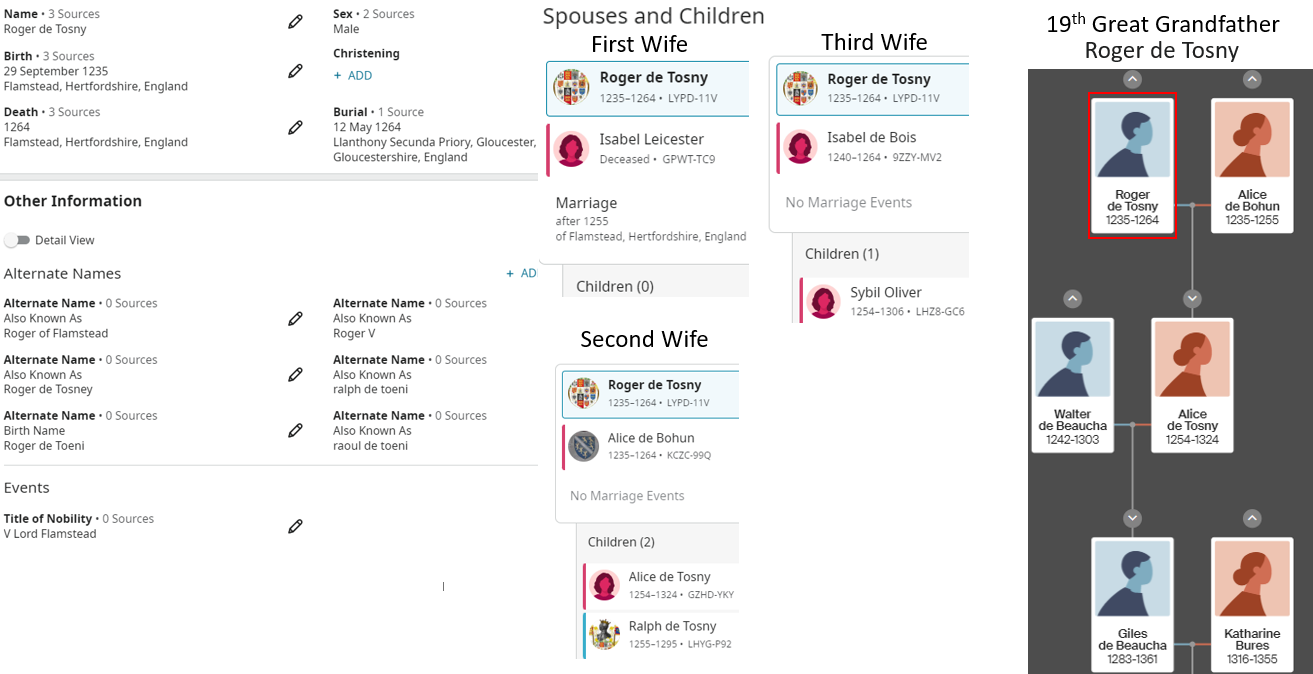 Name • 3 Sources
Roger de Tosny
Sex • 2 Sources
Male
Birth • 3 Sources
29 September 1235
Flamstead, Hertfordshire, England
Christening
+ ADD
Death • 3 Sources
1264
Flamstead, Hertfordshire, England
Burial • 1 Source
12 May 1264
Llanthony Secunda Priory, Gloucester,
Gloucestershire, England
Other Information
Detail View
Alternate Names
+ AD
Alternate Name • 0 Sources
Also Known As
Roger of Flamstead
Alternate Name • 0 Sources
Also Known As
Roger V
Alternate Name • 0 Sources
Also Known As
Roger de Tosney
Alternate Name • 0 Sources
Also Known As
ralph de toeni
Alternate Name • 0 Sources
Birth Name
Roger de Toeni
Alternate Name • 0 Sources
Also Known As
raoul de toeni
Events
Title of Nobility • 0 Sources
V Lord Flamstead
Spouses and Children
First Wife
Roger de Tosny
1235–1264 • LYPD-11V
Isabel Leicester
Deceased • GPWT-TC9
Marriage
after 1255
of Flamstead, Hertfordshire, England
Children (0)
Third Wife
Roger de Tosny
1235–1264 • LYPD-11V
Isabel de Bois
1240–1264 • 9ZZY-MV2
No Marriage Events
Children (1)
Sybil Oliver
1254–1306 • LHZ8-GC6
Second Wife
Roger de Tosny
1235–1264 • LYPD-11V
Alice de Bohun
1235–1264 • KCZC-99Q
No Marriage Events
Children (2)
Alice de Tosny
1254–1324 • GZHD-YKY
Ralph de Tosny
1255–1295 • LHYG-P92
19th Great Grandfather
Roger de Tosny
Roger
de Tosny
1235-1264
Alice
de Bohun
1235-1255
Walter
de Beaucha
1242-1303
Alice
de Tosny
1254-1324
Giles
de Beaucha
1283-1361
Katharine
Bures
1316-1355